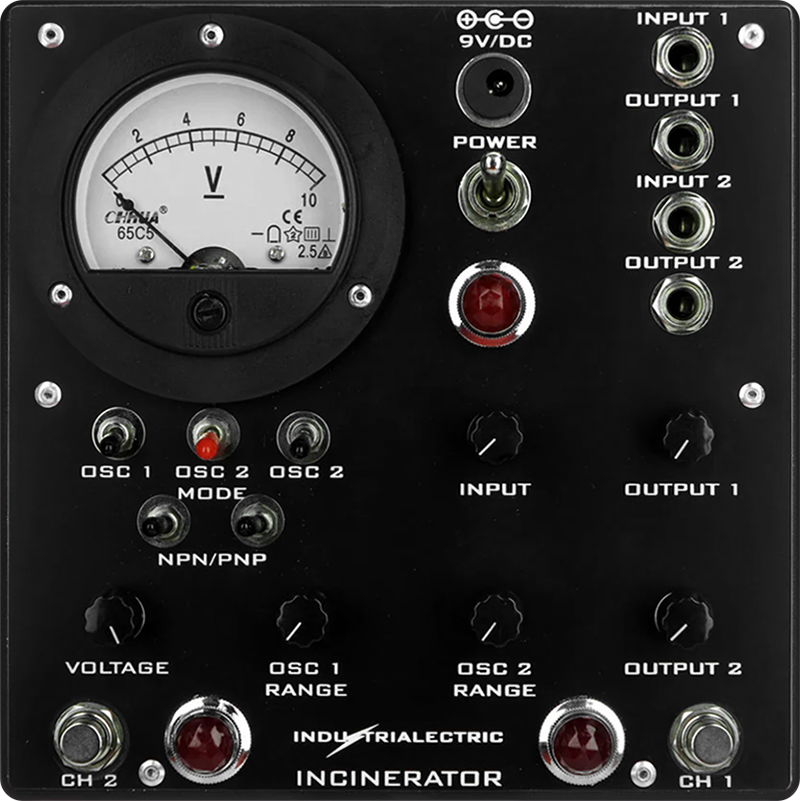 9V/DC
INPUT 1
OUTPUT 1
POWER
INPUT 2
OUTPUT 2
0 2 4 6 8 10
V
CHRUA®
65C5
CE
2.5
OSC 1
OSC 2
MODE
OSC 2
INPUT
OUTPUT 1
NPN/PNP
VOLTAGE
OSC 1
RANGE
OSC 2
RANGE
OUTPUT 2
INDUSTRIALECTRIC
INCINERATOR
CH 2
CH 1